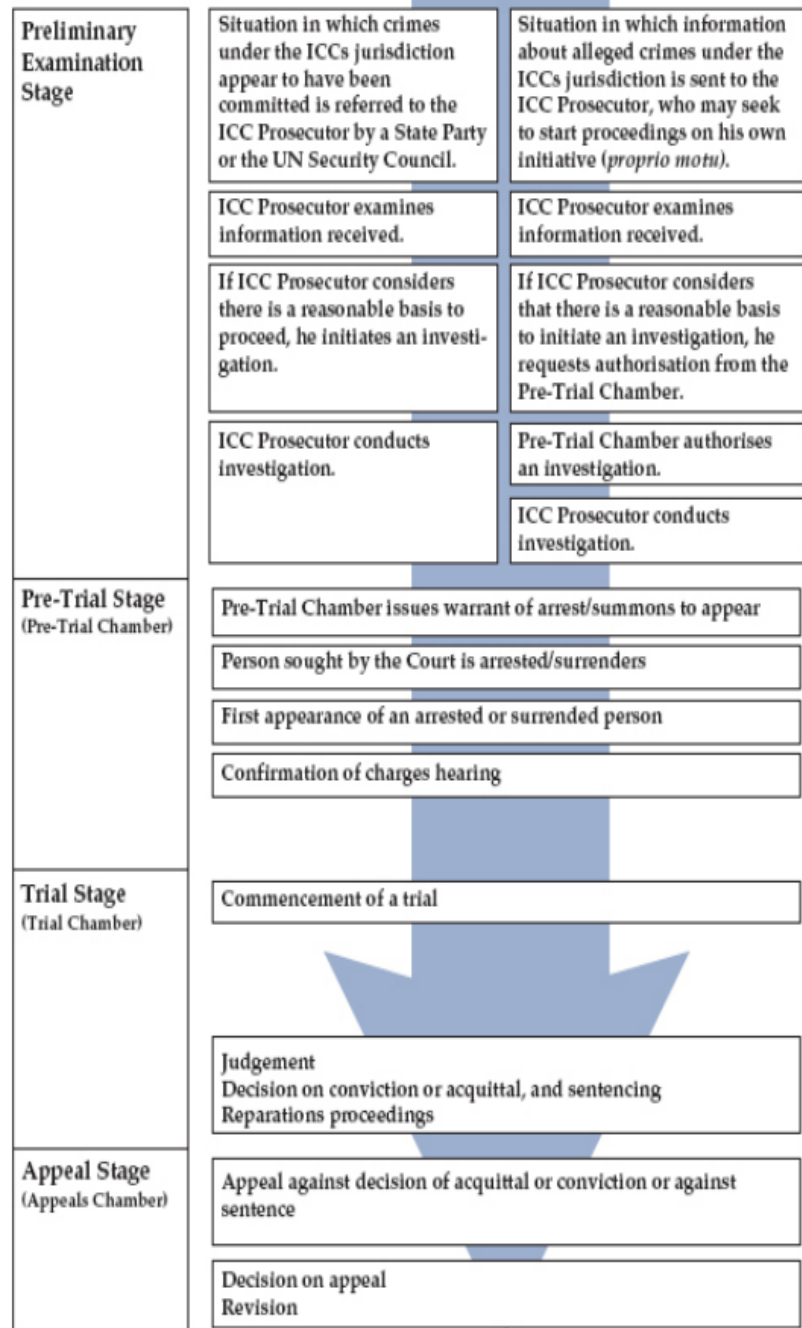 Preliminary
Examination
Stage
Situation in which crimes
under the ICCs jurisdiction
appear to have been
committed is referred to the
ICC Prosecutor by a State Party
or the UN Security Council.
Situation in which information
about alleged crimes under the
ICCs jurisdiction is sent to the
ICC Prosecutor, who may seek
to start proceedings on his own
initiative (proprio motu).
ICC Prosecutor examines
information received.
ICC Prosecutor examines
information received.
If ICC Prosecutor considers
there is a reasonable basis to
proceed, he initiates an investi-
gation.
If ICC Prosecutor considers
that there is a reasonable basis
to initiate an investigation, he
requests authorisation from the
Pre-Trial Chamber.
ICC Prosecutor conducts
investigation.
Pre-Trial Chamber authorises
an investigation.
ICC Prosecutor conducts
investigation.
Pre-Trial Stage
(Pre-Trial Chamber)
Pre-Trial Chamber issues warrant of arrest/summons to appear
Person sought by the Court is arrested/surrenders
First appearance of an arrested or surrended person
Confirmation of charges hearing
Trial Stage
(Trial Chamber)
Commencement of a trial
Judgement
Decision on conviction or acquittal, and sentencing
Reparations proceedings
Appeal Stage
(Appeals Chamber)
Appeal against decision of acquittal or conviction or against
sentence
Decision on appeal
Revision